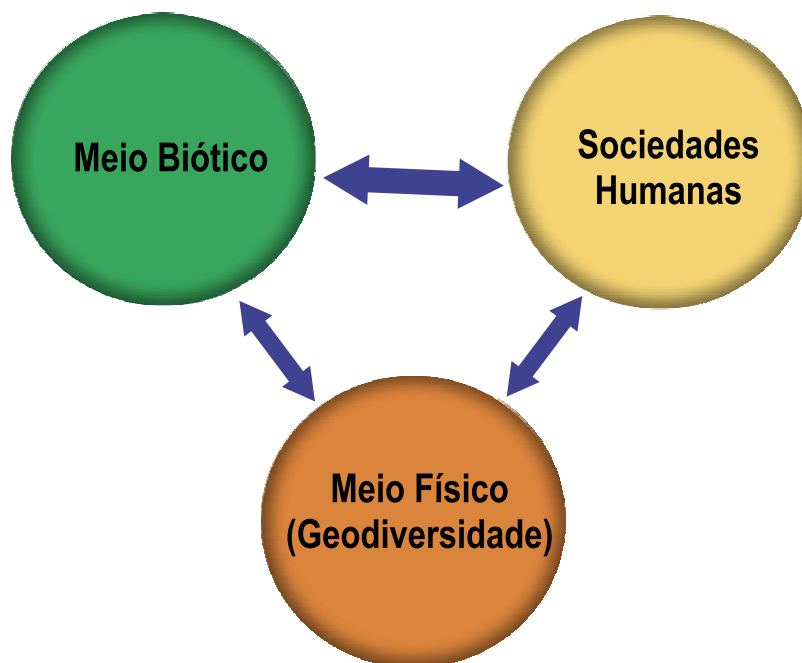 Meio Biótico
Sociedades
Humanas
Meio Físico
(Geodiversidade)